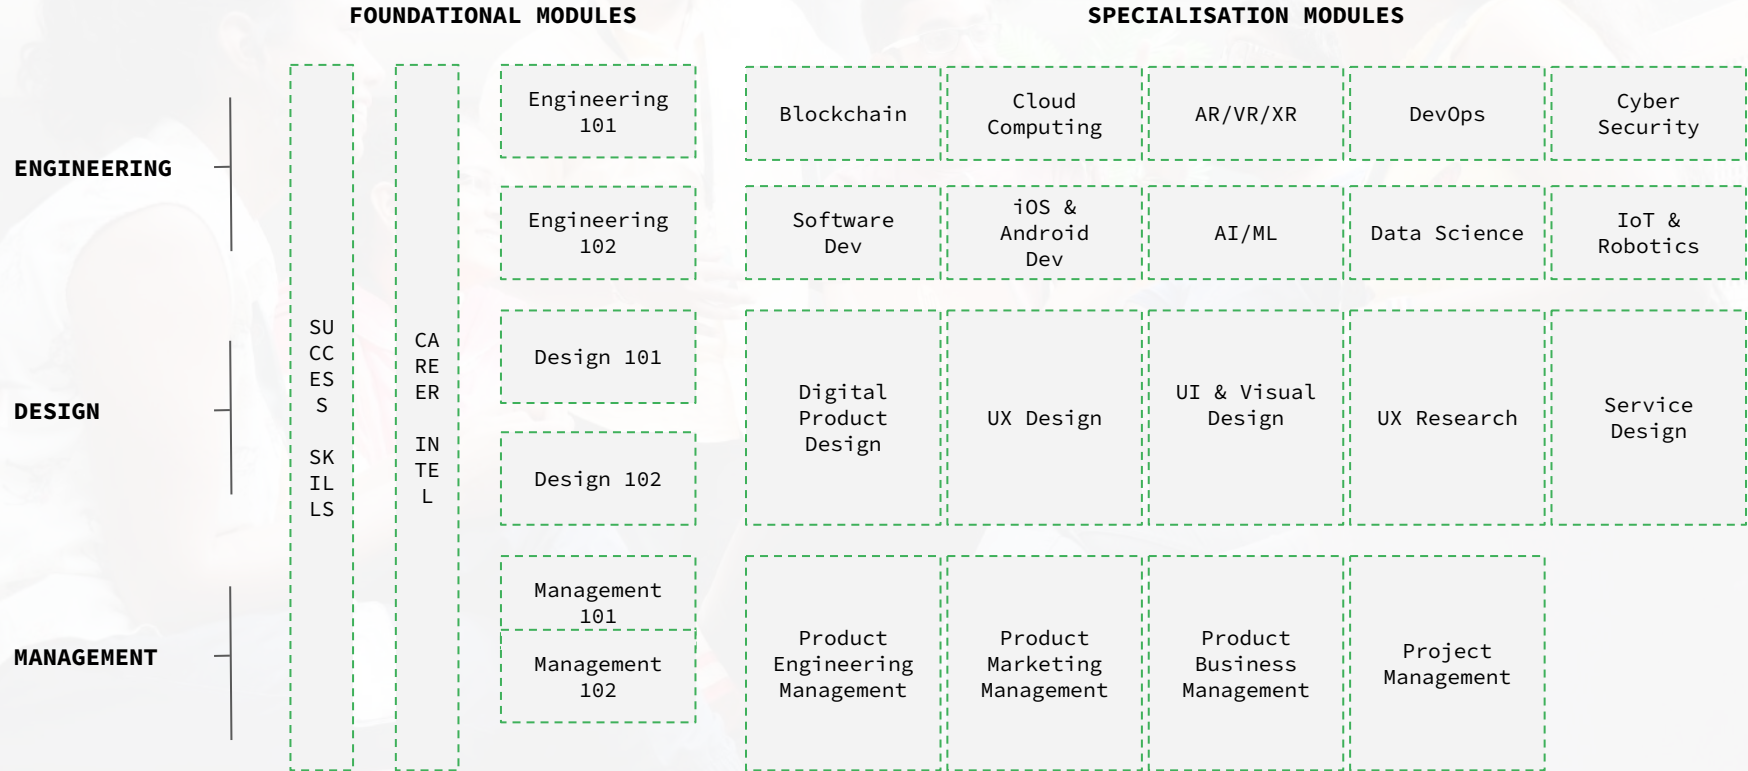 FOUNDATIONAL MODULES
SPECIALISATION MODULES
ENGINEERING
DESIGN
MANAGEMENT
SU
CC
ES
S
SK
IL
LS
CA
RE
ER
IN
TE
L
Engineering
101
Engineering
102
Design 101
Design 102
Management
101
Management
102
Blockchain
Cloud
Computing
AR/VR/XR
DevOps
Cyber
Security
Software
Dev
iOS &
Android
Dev
AI/ML
Data Science
IoT &
Robotics
Digital
Product
Design
UX Design
UI & Visual
Design
UX Research
Service
Design
Product
Engineering
Management
Product
Marketing
Management
Product
Business
Management
Project
Management